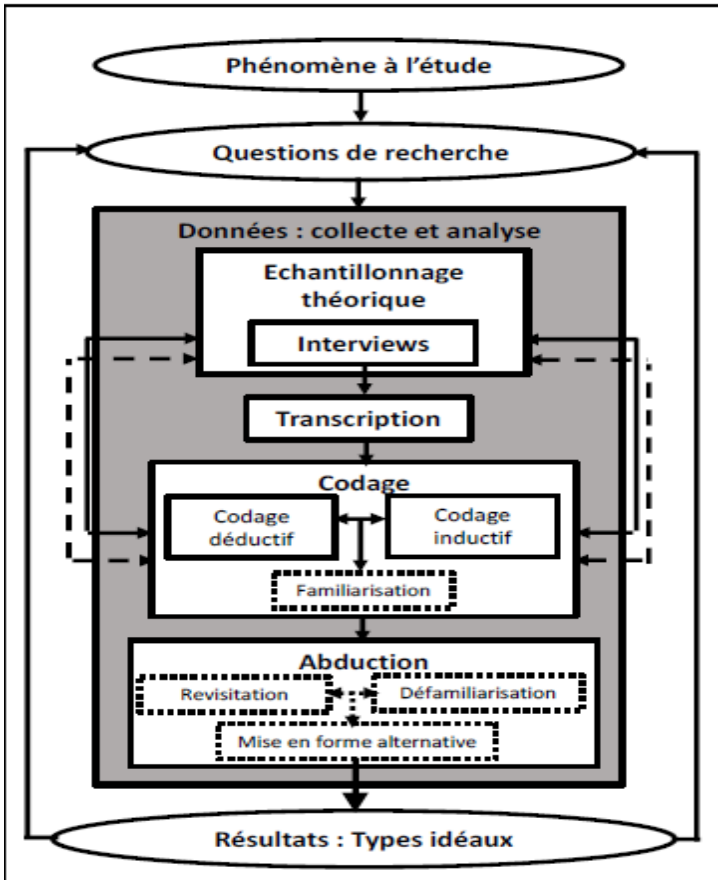 Phénomène à l'étude
Questions de recherche
Données : collecte et analyse
Echantillonnage
théorique
Interviews
Transcription
Codage
Codage
déductif
Codage
inductif
Familiarisation
Abduction
Revisitation
Défamiliarisation
Mise en forme alternative
Résultats : Types idéaux